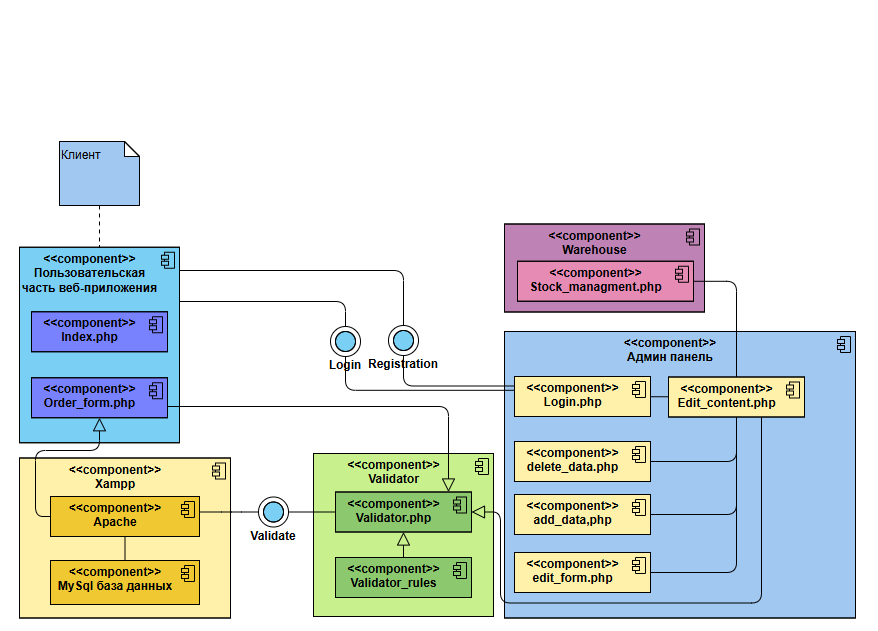 Клиент
<<component>>
Пользовательская
часть веб-приложения
<<component>>
Index.php
<<component>>
Order_form.php
<<component>>
Xampp
<<component>>
Apache
<<component>>
MySql база данных
Login
Registration
Validate
<<component>>
Validator
<<component>>
Validator.php
<<component>>
Validator_rules
<<component>>
Warehouse
<<component>>
Stock_managment.php
<<component>>
Админ панель
<<component>>
Login.php
<<component>>
Edit_content.php
<<component>>
delete_data.php
<<component>>
add_data,php
<<component>>
edit_form.php